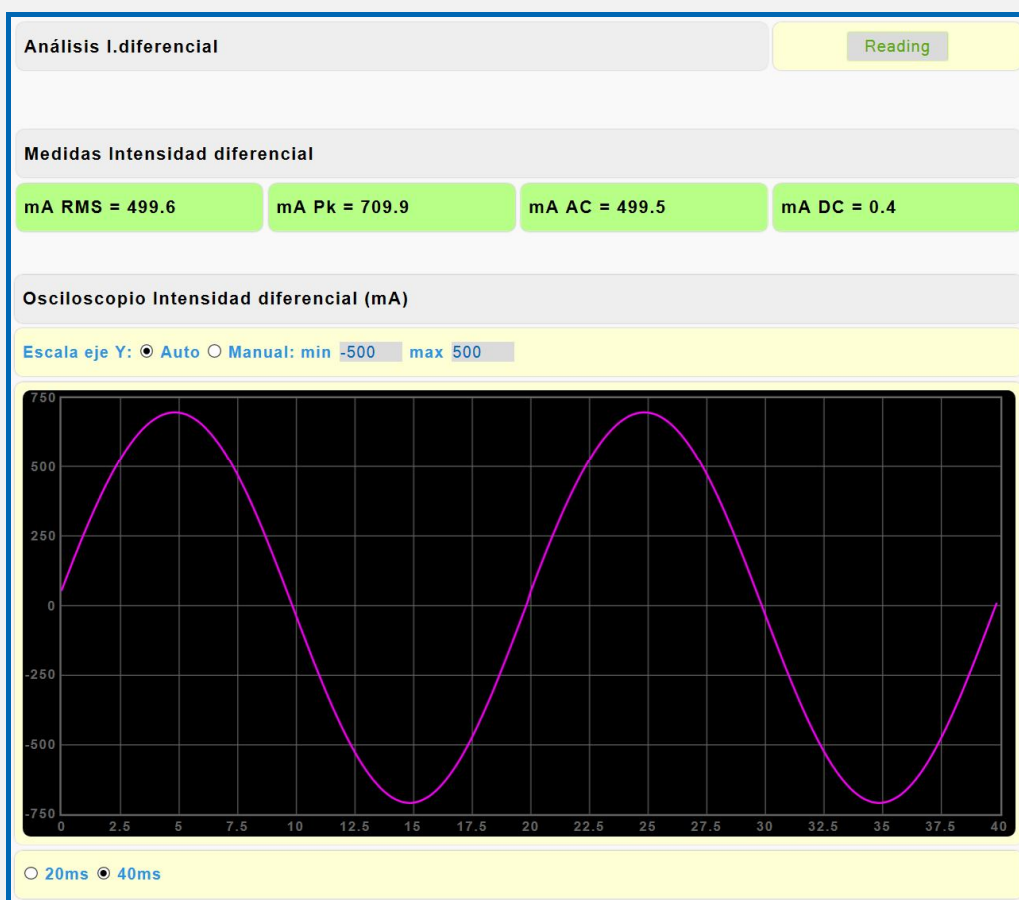 Análisis I.diferencial Reading
Medidas Intensidad diferencial
mA RMS = 499.6 mA Pk = 709.9 mA AC = 499.5 mA DC = 0.4
Osciloscopio Intensidad diferencial (mA)
Escala eje Y: Auto Manual: min -500 max 500
750
500
250
0
-250
-500
-750
0 2.5 5 7.5 10 12.5 15 17.5 20 22.5 25 27.5 30 32.5 35 37.5 40
20ms 40ms